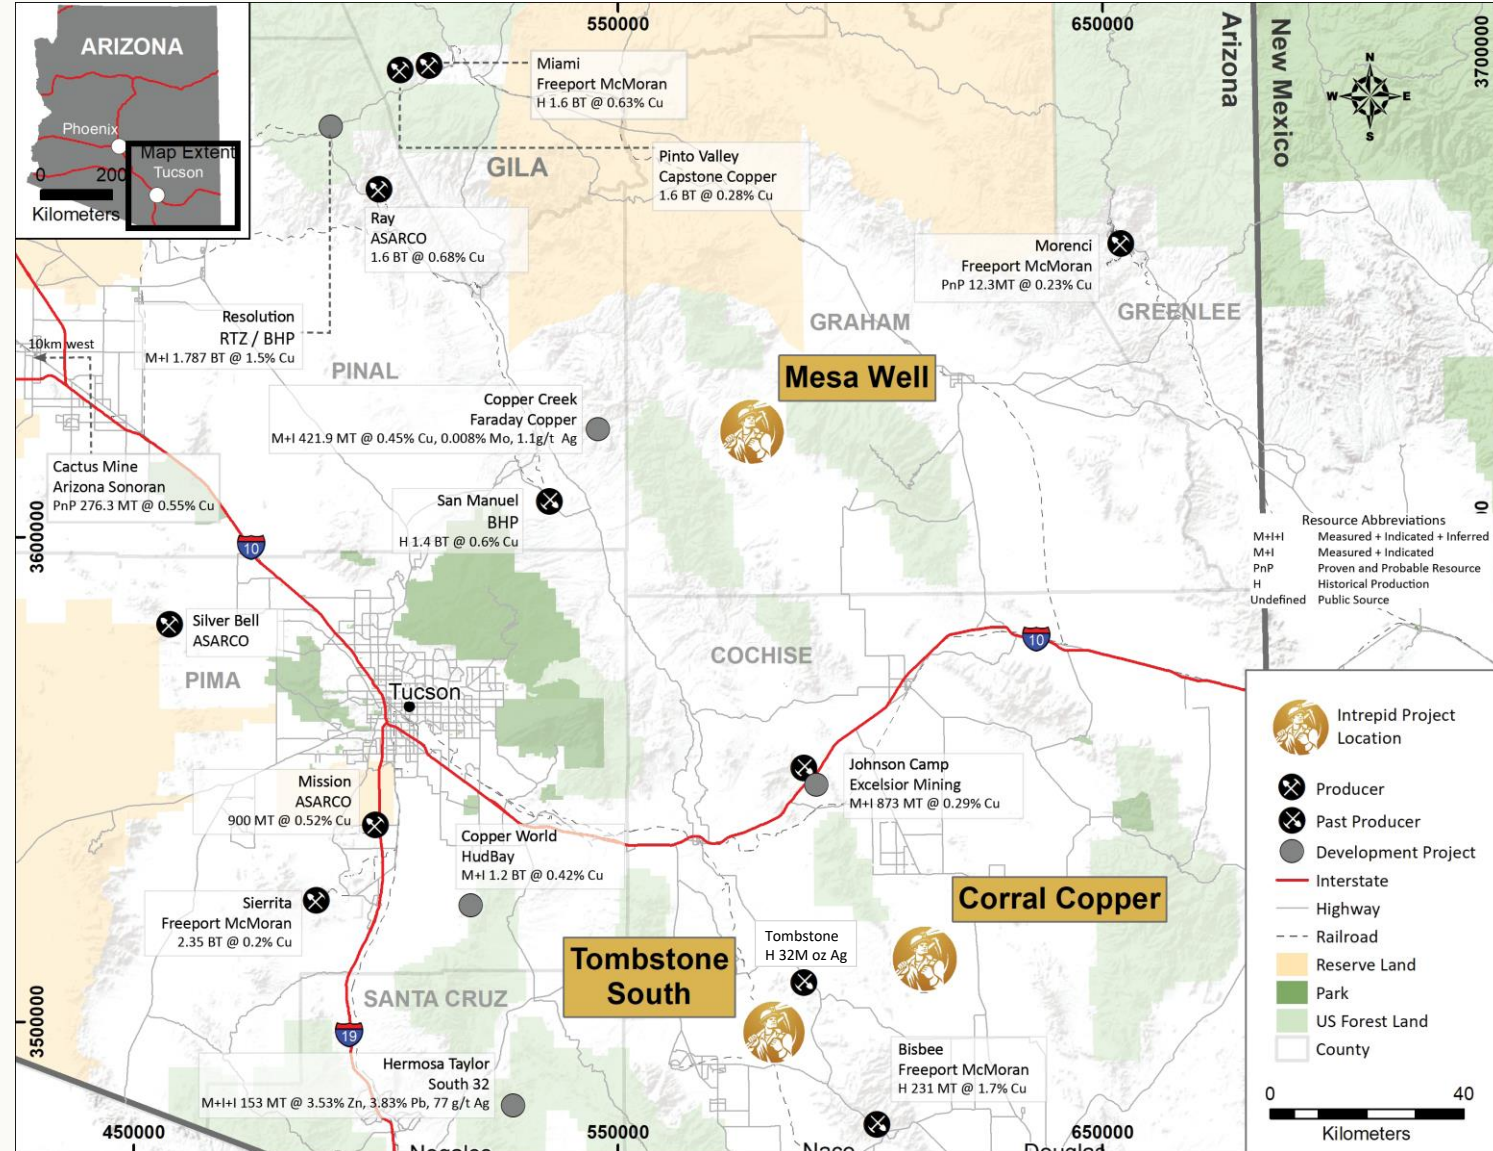 ARIZONA
Phoenix
Map Extent
Tucson
0 200
Kilometers
550000
650000
3700000
Arizona
New Mexico
N
W E
S
Miami
Freeport McMoran
H 1.6 BT @ 0.63% Cu
Pinto Valley
Capstone Copper
1.6 BT @ 0.28% Cu
GILA
Ray
ASARCO
1.6 BT @ 0.68% Cu
Morenci
Freeport McMoran
PnP 12.3MT @ 0.23% Cu
GREENLEE
GRAHAM
Resolution
RTZ / BHP
M+I 1.787 BT @ 1.5% Cu
10km west
PINAL
Mesa Well
Copper Creek
Faraday Copper
M+I 421.9 MT @ 0.45% Cu, 0.008% Mo, 1.1g/t Ag
Cactus Mine
Arizona Sonoran
PnP 276.3 MT @ 0.55% Cu
San Manuel
BHP
H 1.4 BT @ 0.6% Cu
3600000
10
Resource Abbreviations
M+I+I Measured + Indicated + Inferred
M+I Measured + Indicated
PnP Proven and Probable Resource
H Historical Production
Undefined Public Source
Silver Bell
ASARCO
PIMA
COCHISE
10
Tucson
Mission
ASARCO
900 MT @ 0.52% Cu
Johnson Camp
Excelsior Mining
M+I 873 MT @ 0.29% Cu
Copper World
HudBay
M+I 1.2 BT @ 0.42% Cu
Sierrita
Freeport McMoran
2.35 BT @ 0.2% Cu
Corral Copper
Tombstone
H 32M oz Ag
Tombstone
South
SANTA CRUZ
3500000
19
Hermosa Taylor
South 32
M+I+I 153 MT @ 3.53% Zn, 3.83% Pb, 77 g/t Ag
Bisbee
Freeport McMoran
H 231 MT @ 1.7% Cu
450000
550000
650000
Nogales
Naco
Douglas
Intrepid Project
Location
Producer
Past Producer
Development Project
Interstate
Highway
Railroad
Reserve Land
Park
US Forest Land
County
0 40
Kilometers